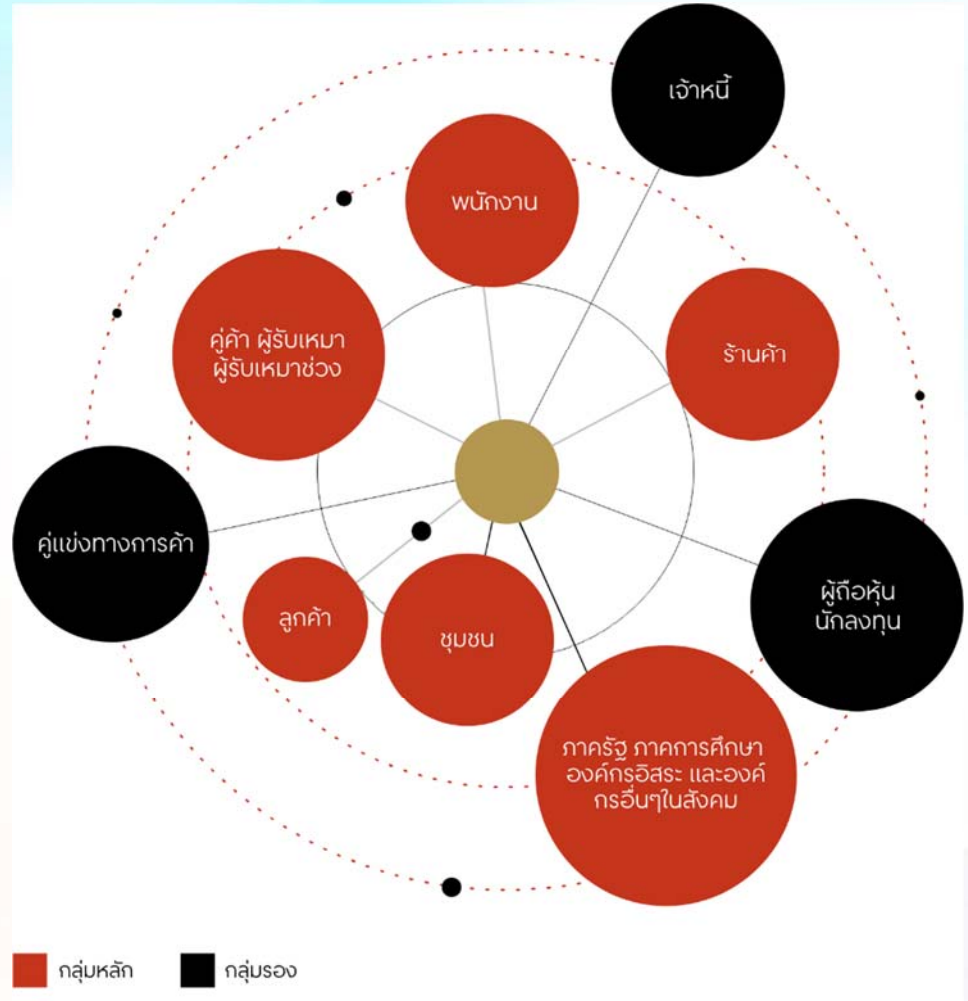 เจ้าหนี้
พนักงาน
คู่ค้า ผู้รับเหมา
ผู้รับเหมาช่วง
ร้านค้า
คู่แข่งทางการค้า
ลูกค้า
ชุมชน
ผู้ถือหุ้น
นักลงทุน
ภาครัฐ ภาคการศึกษา
องค์กรอิสระ และองค์
กรอื่นๆในสังคม
กลุ่มหลัก
กลุ่มรอง